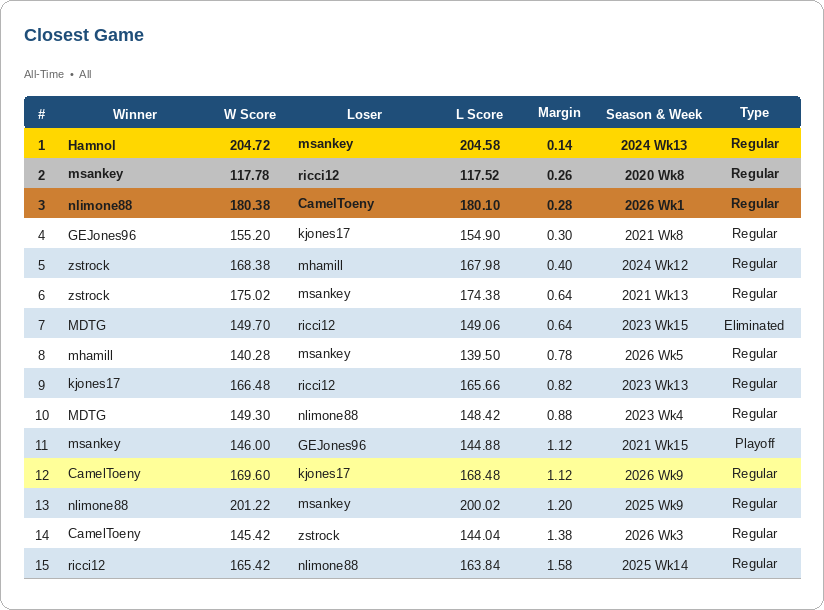 Closest Game
All-Time • All
# Winner W Score Loser L Score Margin Season & Week Type
1 Hamnol 204.72 msankey 204.58 0.14 2024 Wk13 Regular
2 msankey 117.78 ricci12 117.52 0.26 2020 Wk8 Regular
3 nlimone88 180.38 CamelToeny 180.10 0.28 2026 Wk1 Regular
4 GEJones96 155.20 kjones17 154.90 0.30 2021 Wk8 Regular
5 zstrock 168.38 mhamill 167.98 0.40 2024 Wk12 Regular
6 zstrock 175.02 msankey 174.38 0.64 2021 Wk13 Regular
7 MDTG 149.70 ricci12 149.06 0.64 2023 Wk15 Eliminated
8 mhamill 140.28 msankey 139.50 0.78 2026 Wk5 Regular
9 kjones17 166.48 ricci12 165.66 0.82 2023 Wk13 Regular
10 MDTG 149.30 nlimone88 148.42 0.88 2023 Wk4 Regular
11 msankey 146.00 GEJones96 144.88 1.12 2021 Wk15 Playoff
12 CamelToeny 169.60 kjones17 168.48 1.12 2026 Wk9 Regular
13 nlimone88 201.22 msankey 200.02 1.20 2025 Wk9 Regular
14 CamelToeny 145.42 zstrock 144.04 1.38 2026 Wk3 Regular
15 ricci12 165.42 nlimone88 163.84 1.58 2025 Wk14 Regular